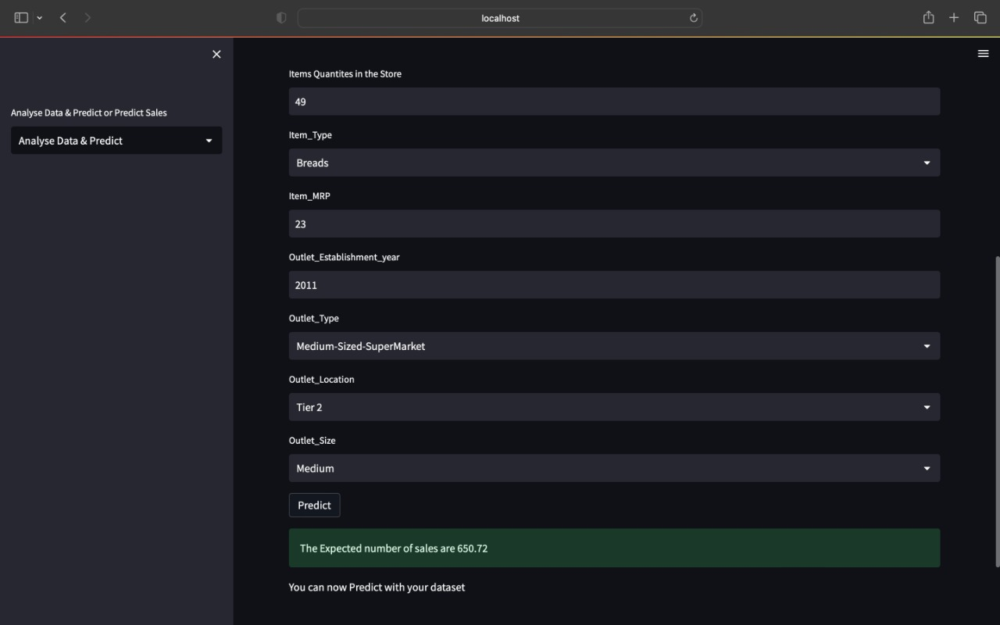 localhost
Analyse Data & Predict or Predict Sales
Analyse Data & Predict
Items Quantites in the Store
49
Item_Type
Breads
Item_MRP
23
Outlet_Establishment_year
2011
Outlet_Type
Medium-Sized-SuperMarket
Outlet_Location
Tier 2
Outlet_Size
Medium
Predict
The Expected number of sales are 650.72
You can now Predict with your dataset